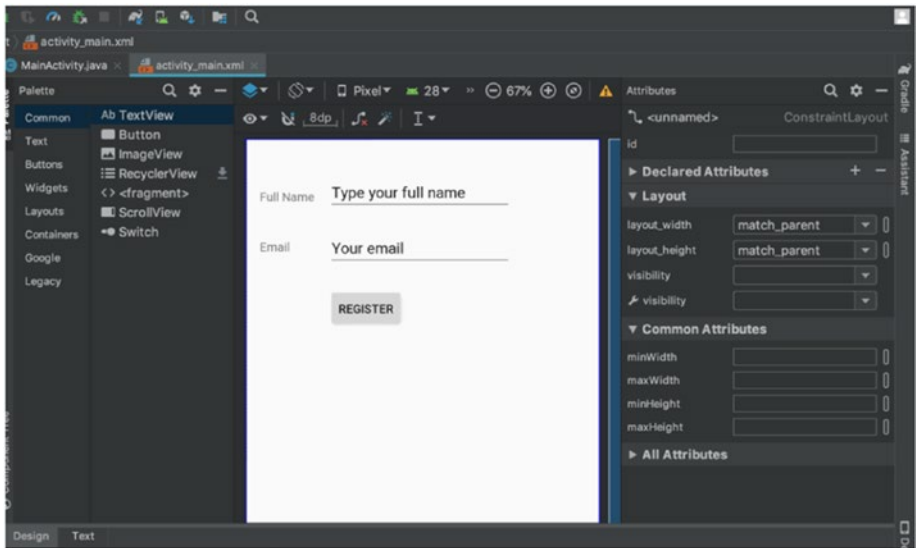 activity_main.xml
MainActivity.java
activity_main.xml
Palette
Pixel
28
67%
Attributes
Common
Ab TextView
8dp
<unnamed>
ConstraintLayout
Text
Button
id
Buttons
ImageView
Widgets
RecyclerView
Declared Attributes
Layouts
<fragment>
Layout
Containers
ScrollView
Google
Switch
Legacy
Full Name
Type your full name
Email
Your email
REGISTER
layout_width
match_parent
layout_height
match_parent
visibility
visibility
Common Attributes
minWidth
maxWidth
minHeight
maxHeight
All Attributes
Gradle
Assistant
Design
Text